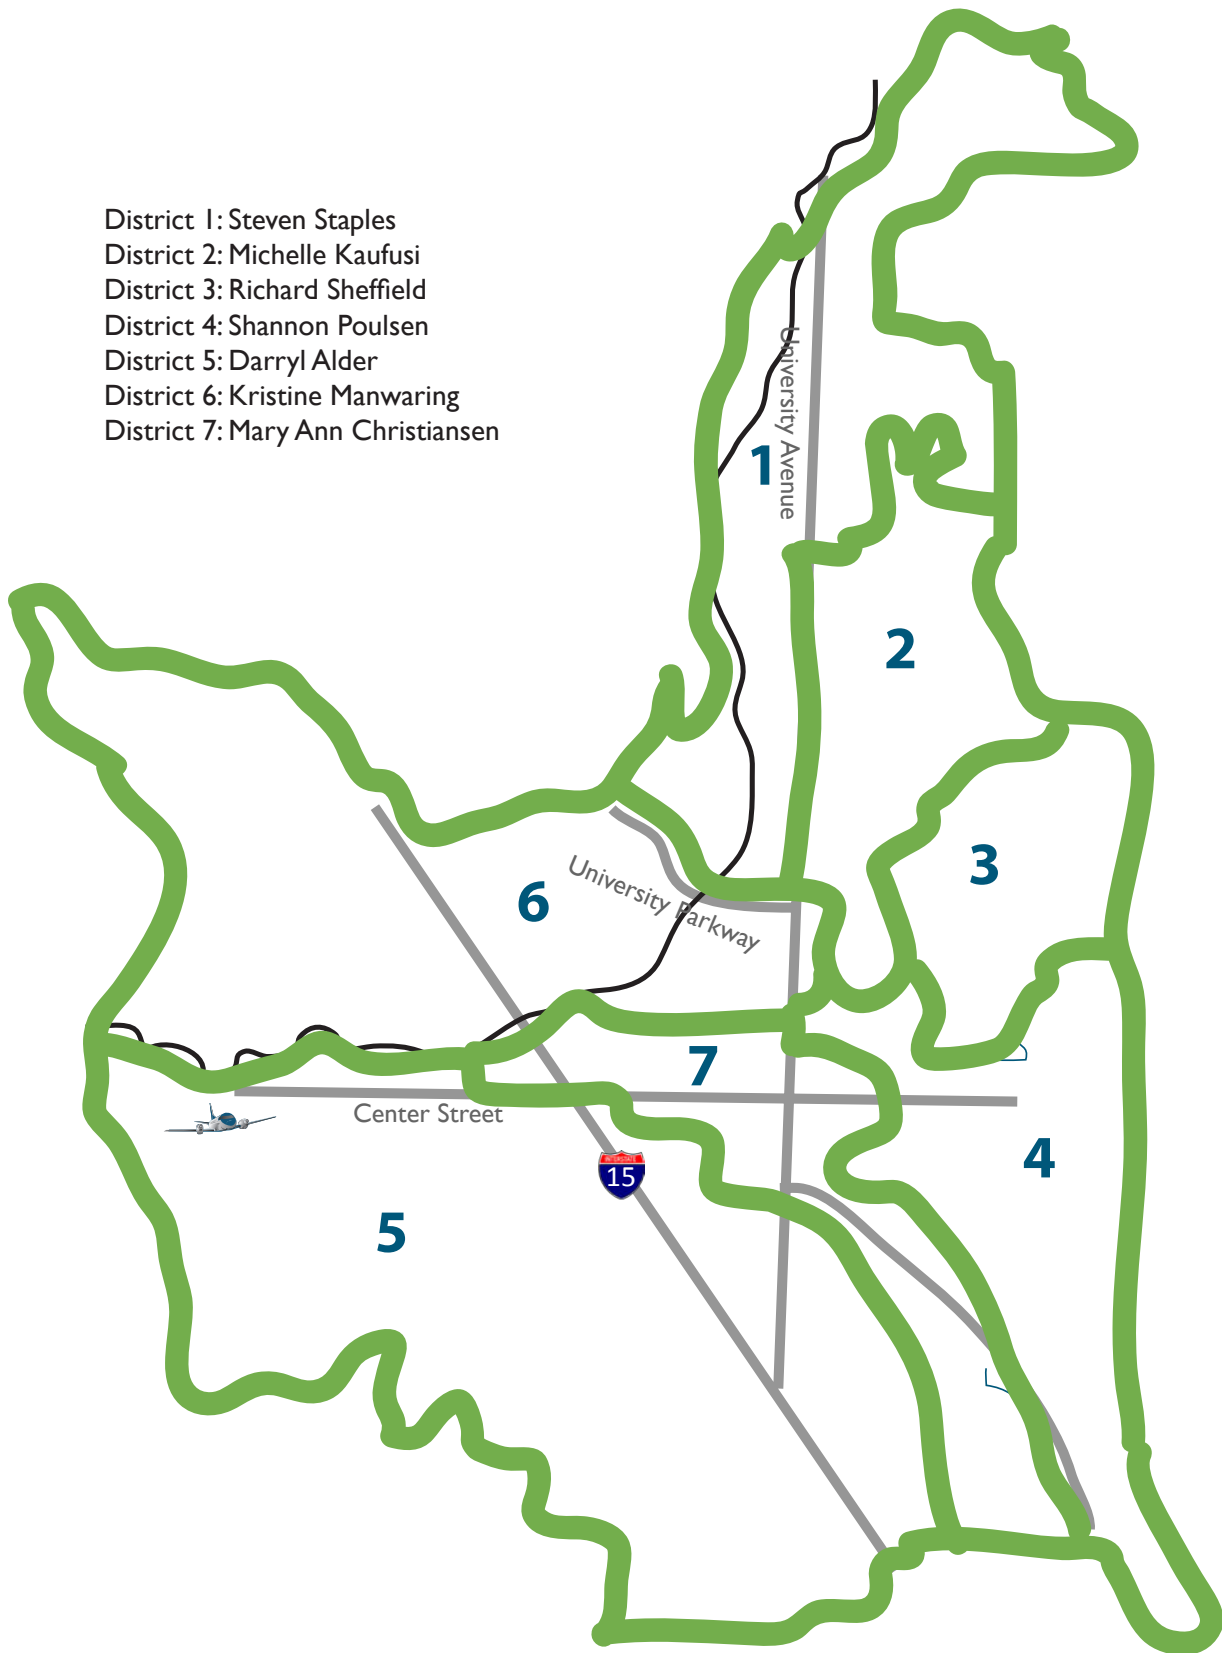 District 1: Steven Staples
District 2: Michelle Kaufusi
District 3: Richard Sheffield
District 4: Shannon Poulsen
District 5: Darryl Alder
District 6: Kristine Manwaring
District 7: Mary Ann Christiansen
University Avenue
1
2
3
6
University Parkway
7
Center Street
4
INTERSTATE
15
5